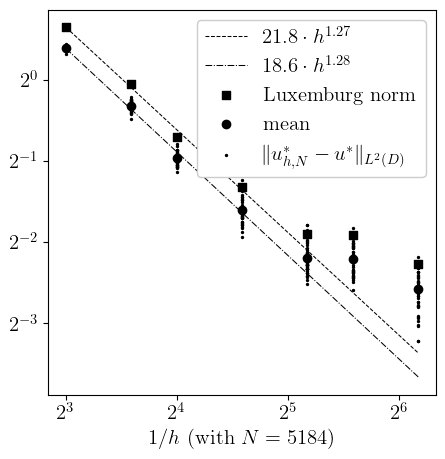 21.8 · h^{1.27}
18.6 · h^{1.28}
Luxemburg norm
mean
‖u^*_{h,N} − u^*‖_{L^2(D)}
2^0
2^{−1}
2^{−2}
2^{−3}
2^3 2^4 2^5 2^6
1/h (with N = 5184)